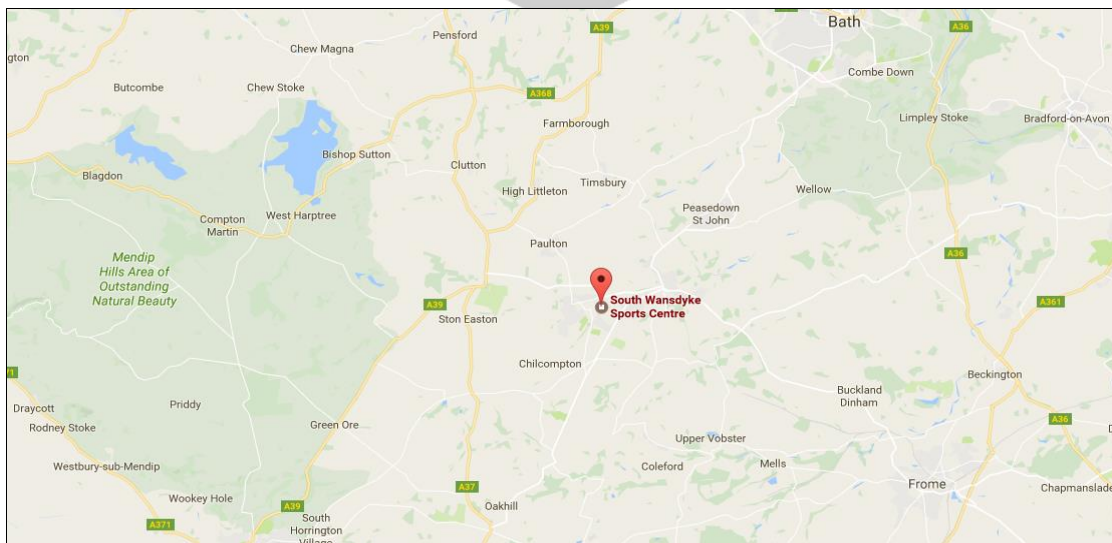 Bath
A39
A36
Pensford
Chew Magna
gton
Combe Down
Butcombe
Chew Stoke
A368
Limpley Stoke
Bradford-on-Avon
Farmborough
Bishop Sutton
Clutton
Blagdon
Timsbury
High Littleton
Wellow
Compton
Martin
West Harptree
Peasedown
St John
Paulton
Mendip
Hills Area of
Outstanding
Natural Beauty
A36
South Wansdyke
Sports Centre
A39
A361
Ston Easton
Chilcompton
71
Beckington
Buckland
Dinham
Draycott
Priddy
Rodney Stoke
Green Ore
A36
D
Upper Vobster
Westbury-sub-Mendip
Coleford
Mells
Frome
A37
Chapmanslade
Wookey Hole
A39
Oakhill
A371
South
Horrington
Village